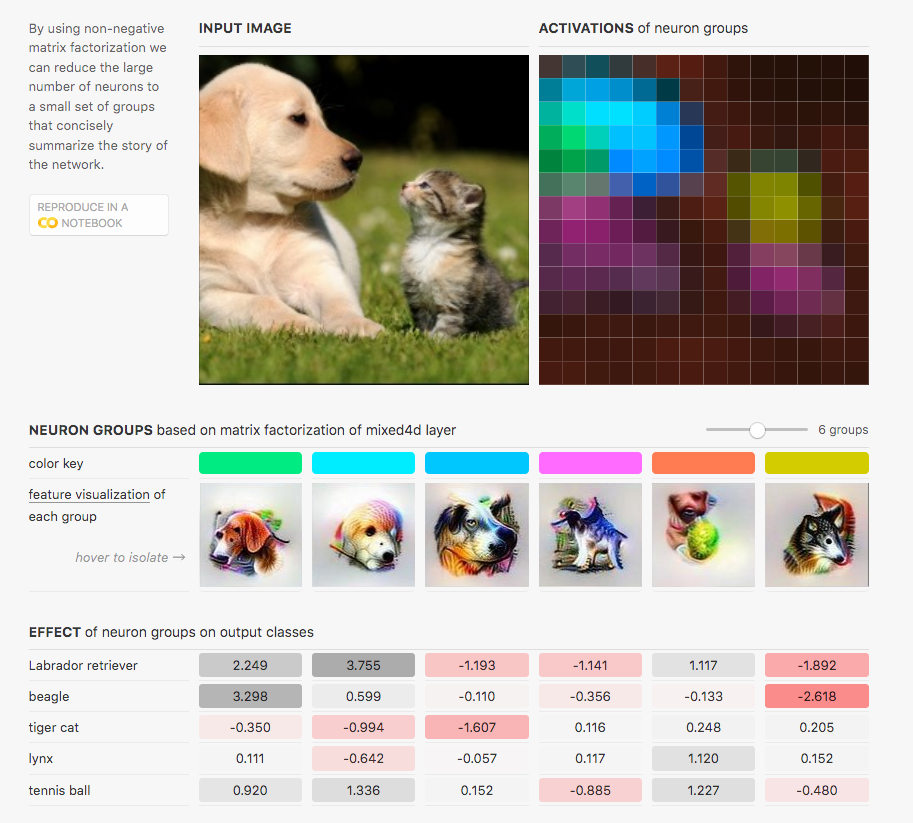 By using non-negative
matrix factorization we
can reduce the large
number of neurons to
a small set of groups
that concisely
summarize the story of
the network.
REPRODUCE IN A
CO NOTEBOOK
INPUT IMAGE
ACTIVATIONS of neuron groups
NEURON GROUPS based on matrix factorization of mixed4d layer
6 groups
color key
feature visualization of
each group
hover to isolate →
EFFECT of neuron groups on output classes
Labrador retriever 2.249 3.755 -1.193 -1.141 1.117 -1.892
beagle 3.298 0.599 -0.110 -0.356 -0.133 -2.618
tiger cat -0.350 -0.994 -1.607 0.116 0.248 0.205
lynx 0.111 -0.642 -0.057 0.117 1.120 0.152
tennis ball 0.920 1.336 0.152 -0.885 1.227 -0.480